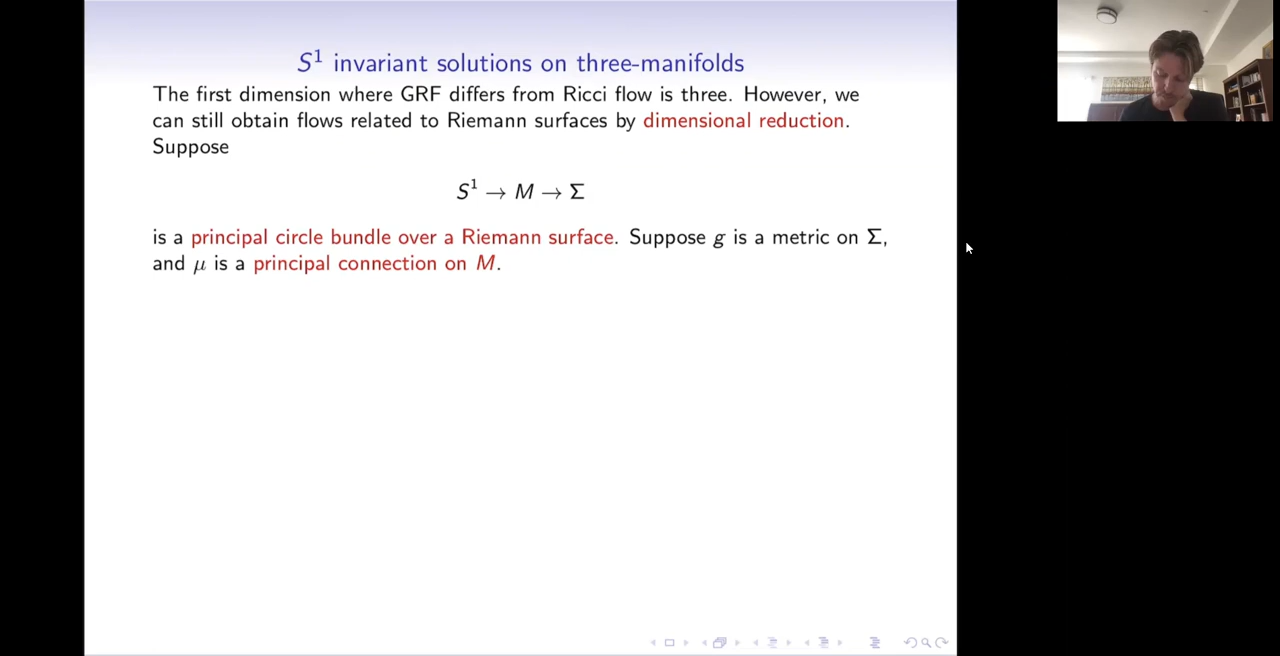 S¹ invariant solutions on three-manifolds
The first dimension where GRF differs from Ricci flow is three. However, we
can still obtain flows related to Riemann surfaces by dimensional reduction.
Suppose
S¹ → M → Σ
is a principal circle bundle over a Riemann surface. Suppose g is a metric on Σ,
and μ is a principal connection on M.